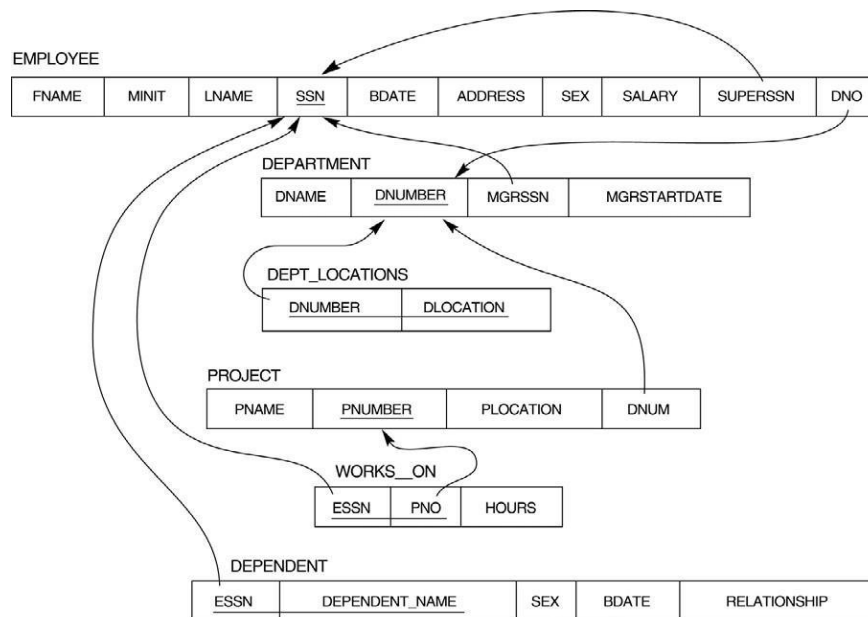 EMPLOYEE
FNAME MINIT LNAME SSN BDATE ADDRESS SEX SALARY SUPERSSN DNO
DEPARTMENT
DNAME DNUMBER MGRSSN MGRSTARTDATE
DEPT_LOCATIONS
DNUMBER DLOCATION
PROJECT
PNAME PNUMBER PLOCATION DNUM
WORKS__ON
ESSN PNO HOURS
DEPENDENT
ESSN DEPENDENT_NAME SEX BDATE RELATIONSHIP